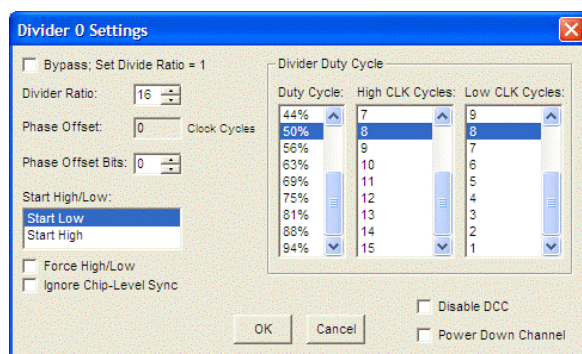 Divider 0 Settings
Bypass; Set Divide Ratio = 1
Divider Ratio: 16
Phase Offset: 0 Clock Cycles
Phase Offset Bits: 0
Start High/Low:
Start Low
Start High
Force High/Low
Ignore Chip-Level Sync
Divider Duty Cycle
Duty Cycle: High CLK Cycles: Low CLK Cycles:
44% 7 9
50% 8 8
56% 9 7
63% 10 6
69% 11 5
75% 12 4
81% 13 3
88% 14 2
94% 15 1
Disable DCC
Power Down Channel
OK Cancel